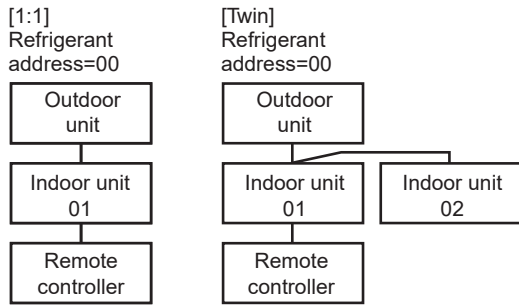 [1:1]
Refrigerant
address=00
Outdoor
unit
Indoor unit
01
Remote
controller
[Twin]
Refrigerant
address=00
Outdoor
unit
Indoor unit
01
Indoor unit
02
Remote
controller